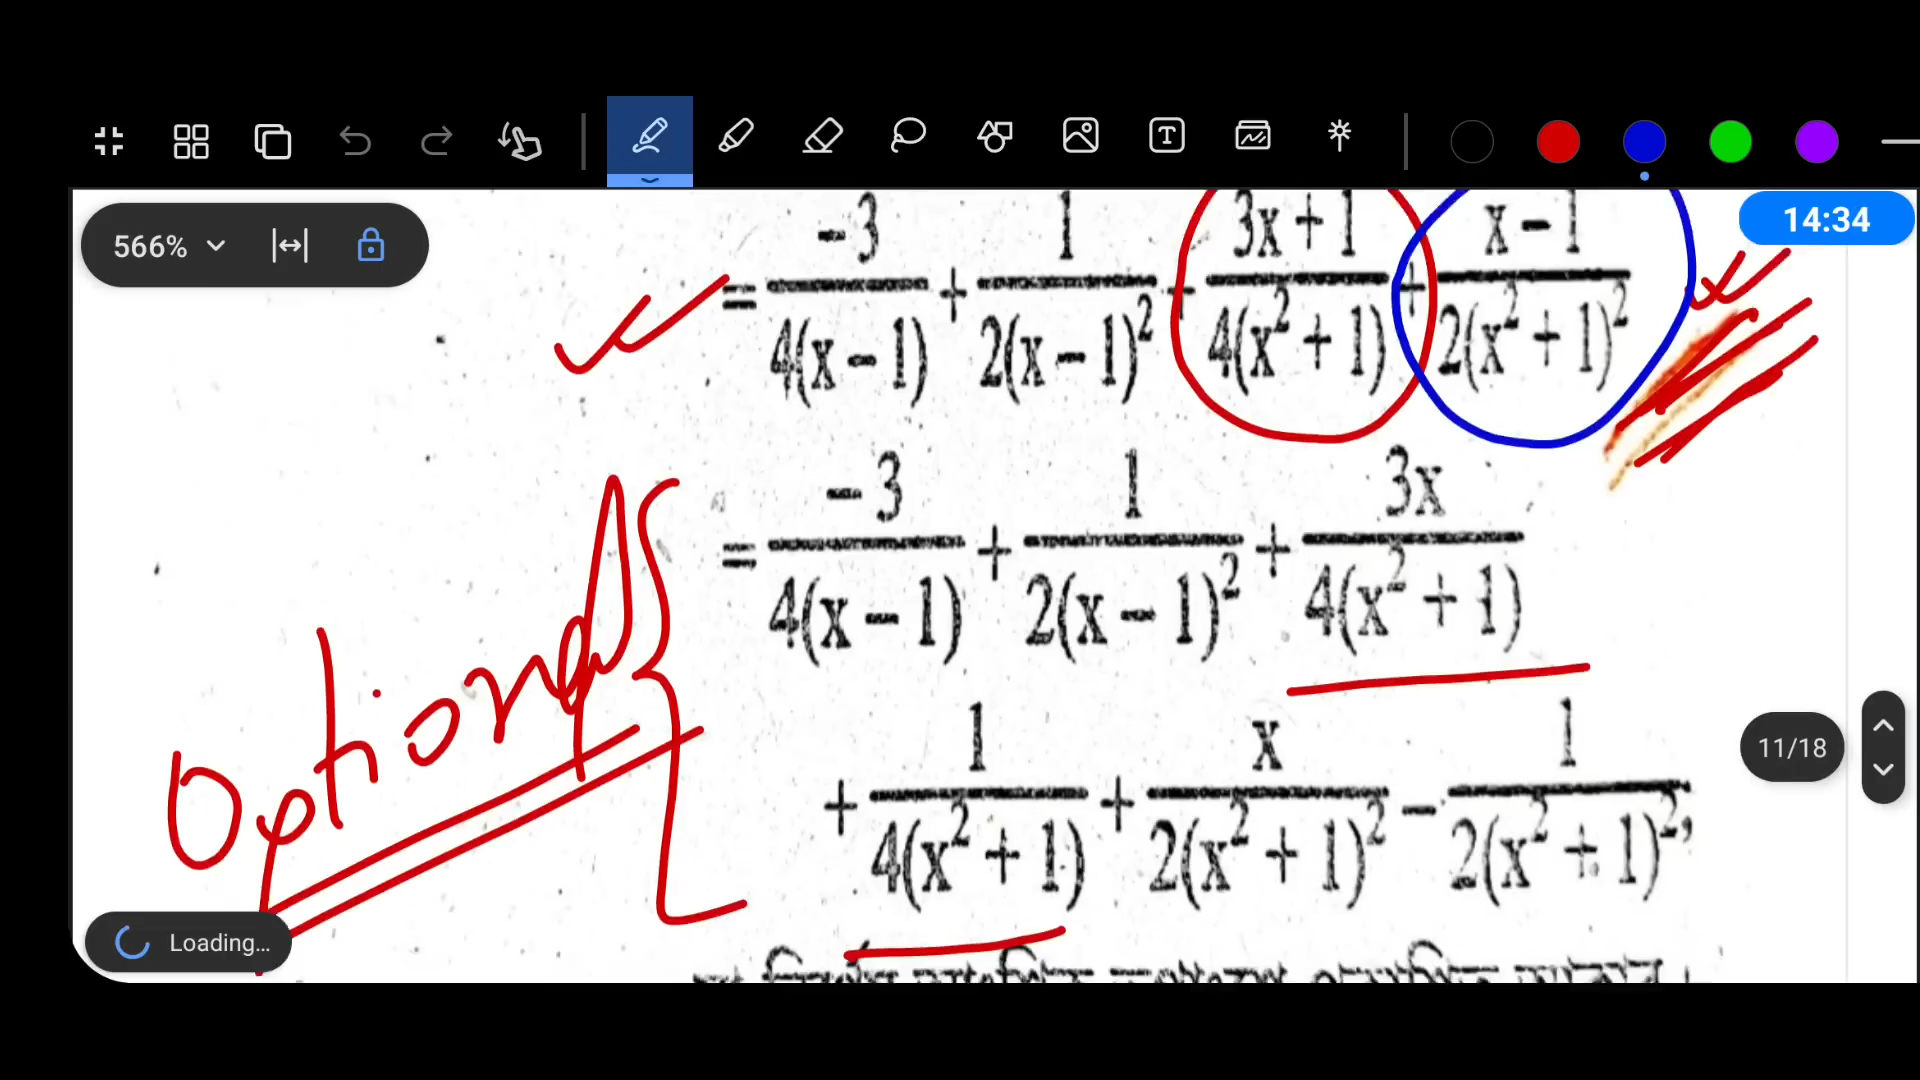 566%
14:34
= -3/4(x-1) + 1/2(x-1)² + 3x+1/4(x²+1) + x-1/2(x²+1)²
= -3/4(x-1) + 1/2(x-1)² + 3x/4(x²+1)
Optional
+ 1/4(x²+1) + x/2(x²+1)² - 1/2(x²+1)²,
11/18
Loading...